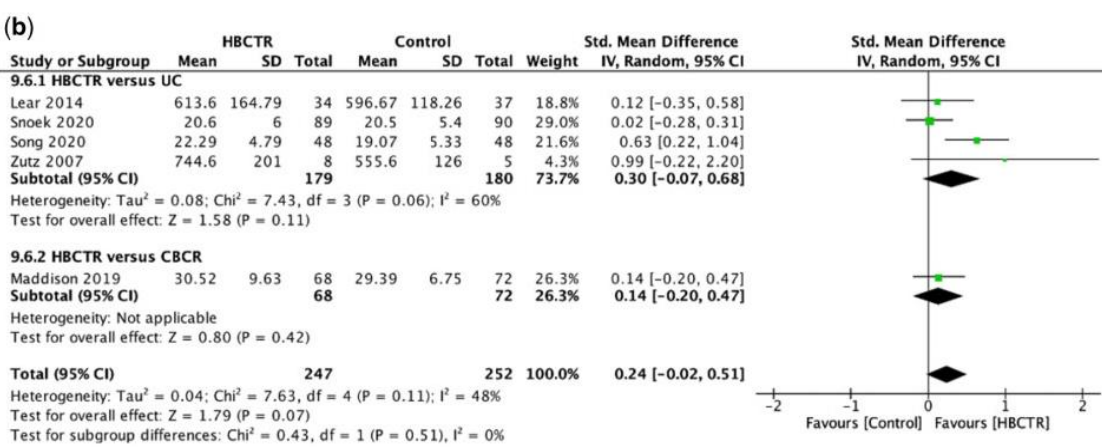 (b)
HBCTR Control Std. Mean Difference Std. Mean Difference
Study or Subgroup Mean SD Total Mean SD Total Weight IV, Random, 95% CI IV, Random, 95% CI
9.6.1 HBCTR versus UC
Lear 2014 613.6 164.79 34 596.67 118.26 37 18.8% 0.12 [-0.35, 0.58]
Snoek 2020 20.6 6 89 20.5 5.4 90 29.0% 0.02 [-0.28, 0.31]
Song 2020 22.29 4.79 48 19.07 5.33 48 21.6% 0.63 [0.22, 1.04]
Zutz 2007 744.6 201 8 555.6 126 5 4.3% 0.99 [-0.22, 2.20]
Subtotal (95% CI) 179 180 73.7% 0.30 [-0.07, 0.68]
Heterogeneity: Tau² = 0.08; Chi² = 7.43, df = 3 (P = 0.06); I² = 60%
Test for overall effect: Z = 1.58 (P = 0.11)
9.6.2 HBCTR versus CBCR
Maddison 2019 30.52 9.63 68 29.39 6.75 72 26.3% 0.14 [-0.20, 0.47]
Subtotal (95% CI) 68 72 26.3% 0.14 [-0.20, 0.47]
Heterogeneity: Not applicable
Test for overall effect: Z = 0.80 (P = 0.42)
Total (95% CI) 247 252 100.0% 0.24 [-0.02, 0.51]
Heterogeneity: Tau² = 0.04; Chi² = 7.63, df = 4 (P = 0.11); I² = 48%
Test for overall effect: Z = 1.79 (P = 0.07)
Test for subgroup differences: Chi² = 0.43, df = 1 (P = 0.51), I² = 0%
-2 -1 0 1 2
Favours [Control] Favours [HBCTR]